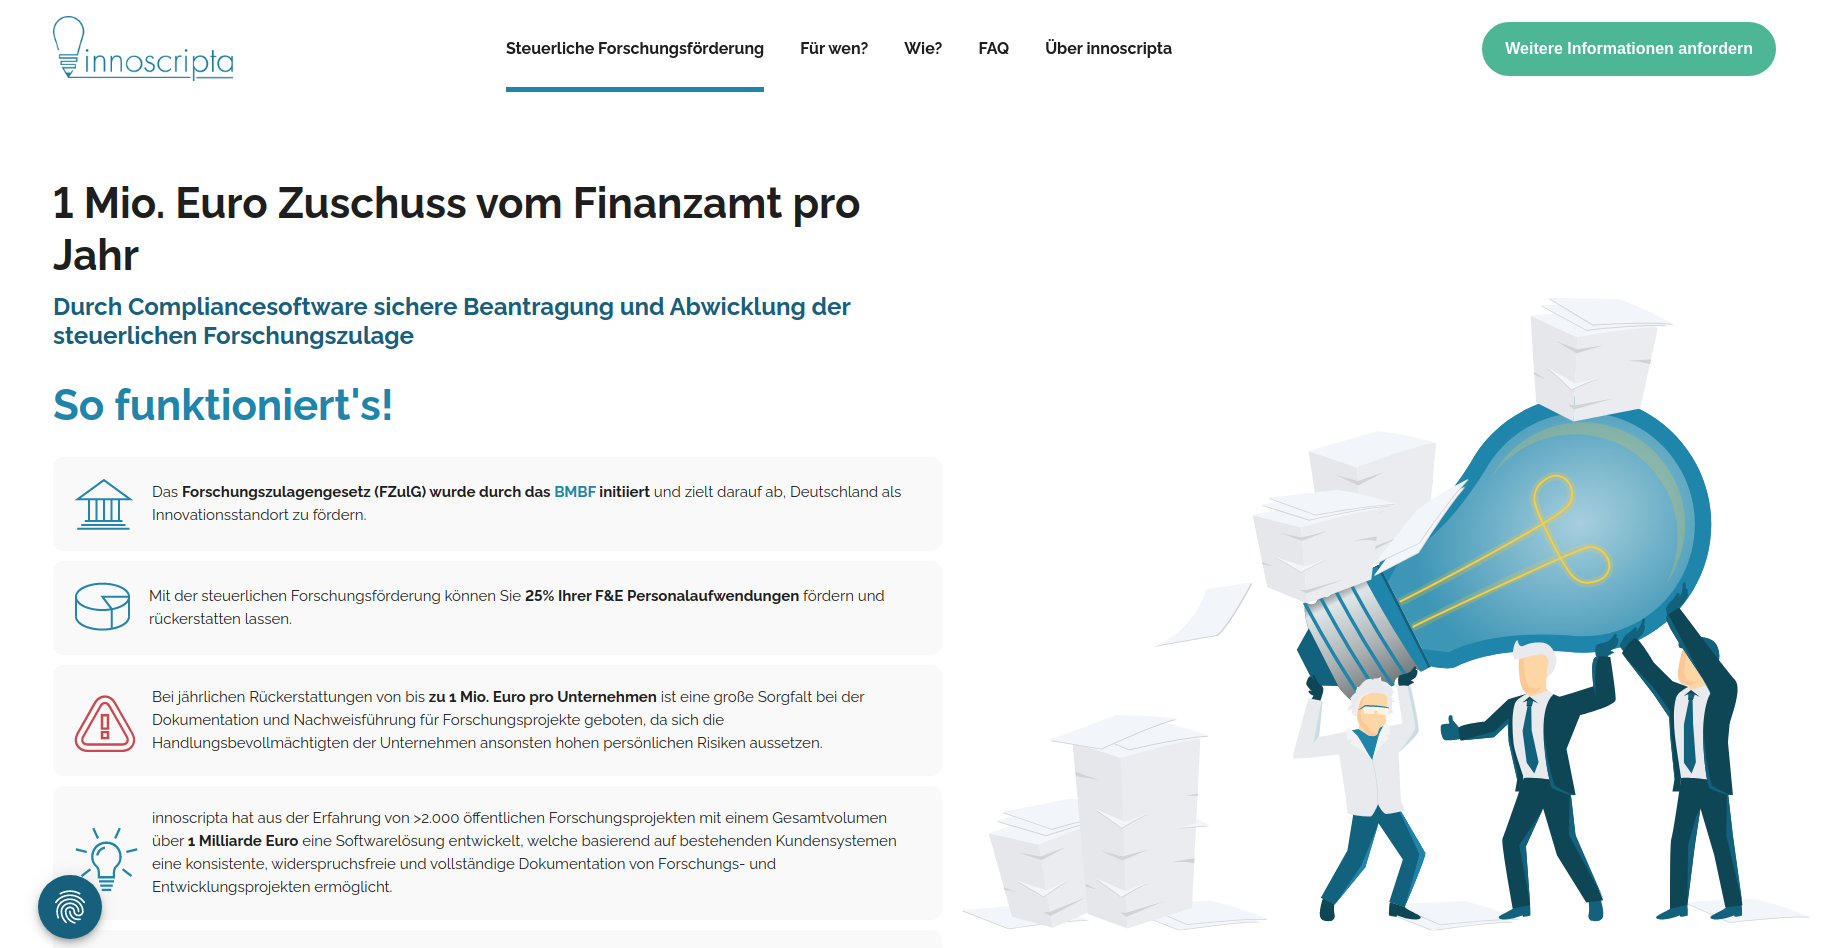 innoscripta
Steuerliche Forschungsförderung
Für wen?
Wie?
FAQ
Über innoscripta
Weitere Informationen anfordern
1 Mio. Euro Zuschuss vom Finanzamt pro
Jahr
Durch Compliancesoftware sichere Beantragung und Abwicklung der
steuerlichen Forschungszulage
So funktioniert's!
Das Forschungszulagengesetz (FZulG) wurde durch das BMBF initiiert und zielt darauf ab, Deutschland als
Innovationsstandort zu fördern.
Mit der steuerlichen Forschungsförderung können Sie 25% Ihrer F&E Personalaufwendungen fördern und
rückerstatten lassen.
Bei jährlichen Rückerstattungen von bis zu 1 Mio. Euro pro Unternehmen ist eine große Sorgfalt bei der
Dokumentation und Nachweisführung für Forschungsprojekte geboten, da sich die
Handlungsbevollmächtigten der Unternehmen ansonsten hohen persönlichen Risiken aussetzen.
innoscripta hat aus der Erfahrung von >2.000 öffentlichen Forschungsprojekten mit einem Gesamtvolumen
über 1 Milliarde Euro eine Softwarelösung entwickelt, welche basierend auf bestehenden Kundensystemen
eine konsistente, widerspruchsfreie und vollständige Dokumentation von Forschungs- und
Entwicklungsprojekten ermöglicht.